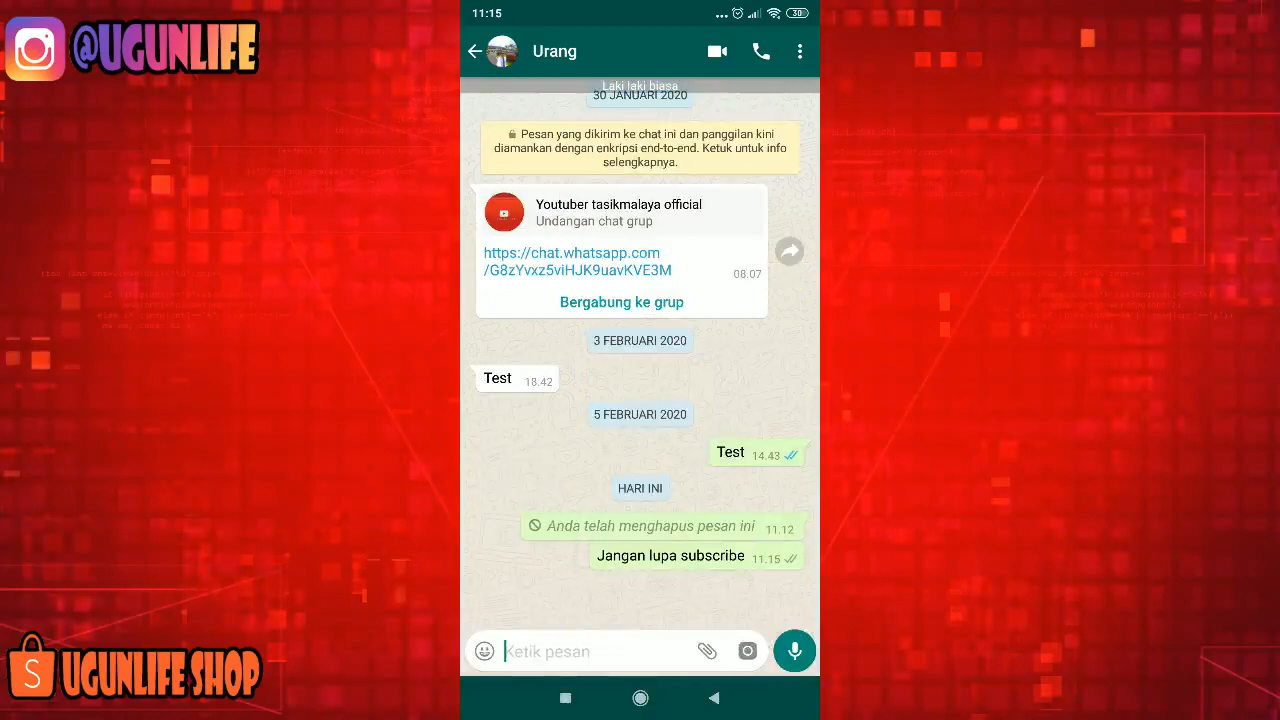 @UGUNLIFE
11:15
30
Urang
Laki laki biasa
30 JANUARI 2020
Pesan yang dikirim ke chat ini dan panggilan kini
diamankan dengan enkripsi end-to-end. Ketuk untuk info
selengkapnya.
Youtuber tasikmalaya official
Undangan chat grup
https://chat.whatsapp.com
/G8zYvxz5viHJK9uavKVE3M
08.07
Bergabung ke grup
3 FEBRUARI 2020
Test 18.42
5 FEBRUARI 2020
Test 14.43
HARI INI
Anda telah menghapus pesan ini 11.12
Jangan lupa subscribe 11.15
Ketik pesan
S UGUNLIFE SHOP